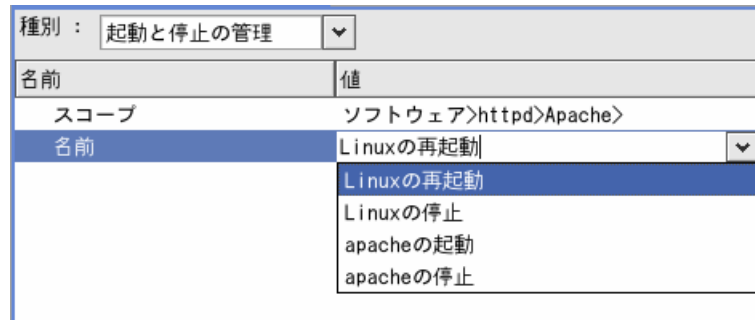 種別 : 起動と停止の管理
名前 値
スコープ ソフトウェア>httpd>Apache>
名前 Linuxの再起動
Linuxの再起動
Linuxの停止
apacheの起動
apacheの停止